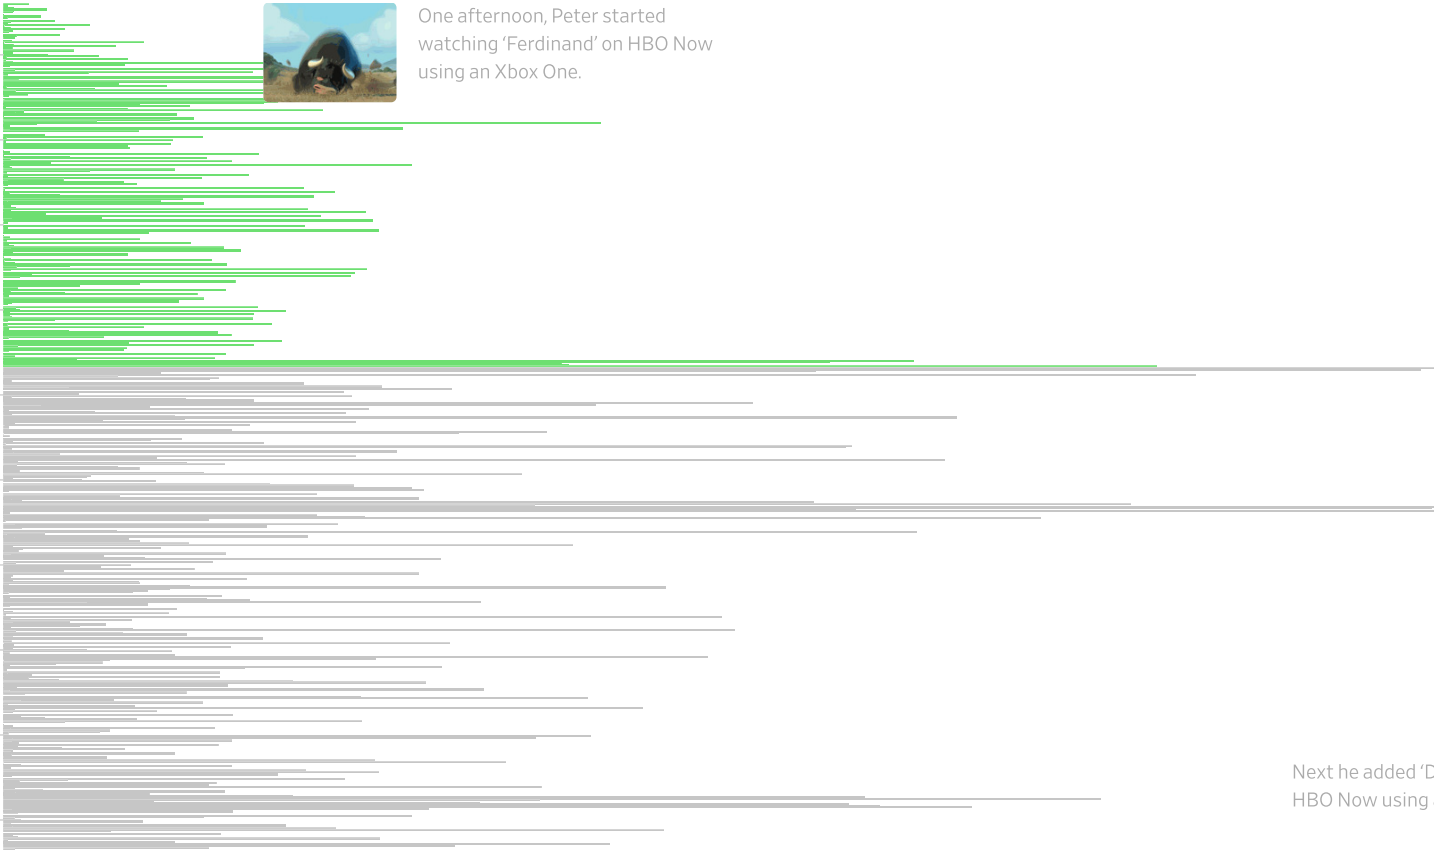 One afternoon, Peter started
watching ‘Ferdinand’ on HBO Now
using an Xbox One.
Next he added ‘D
HBO Now using